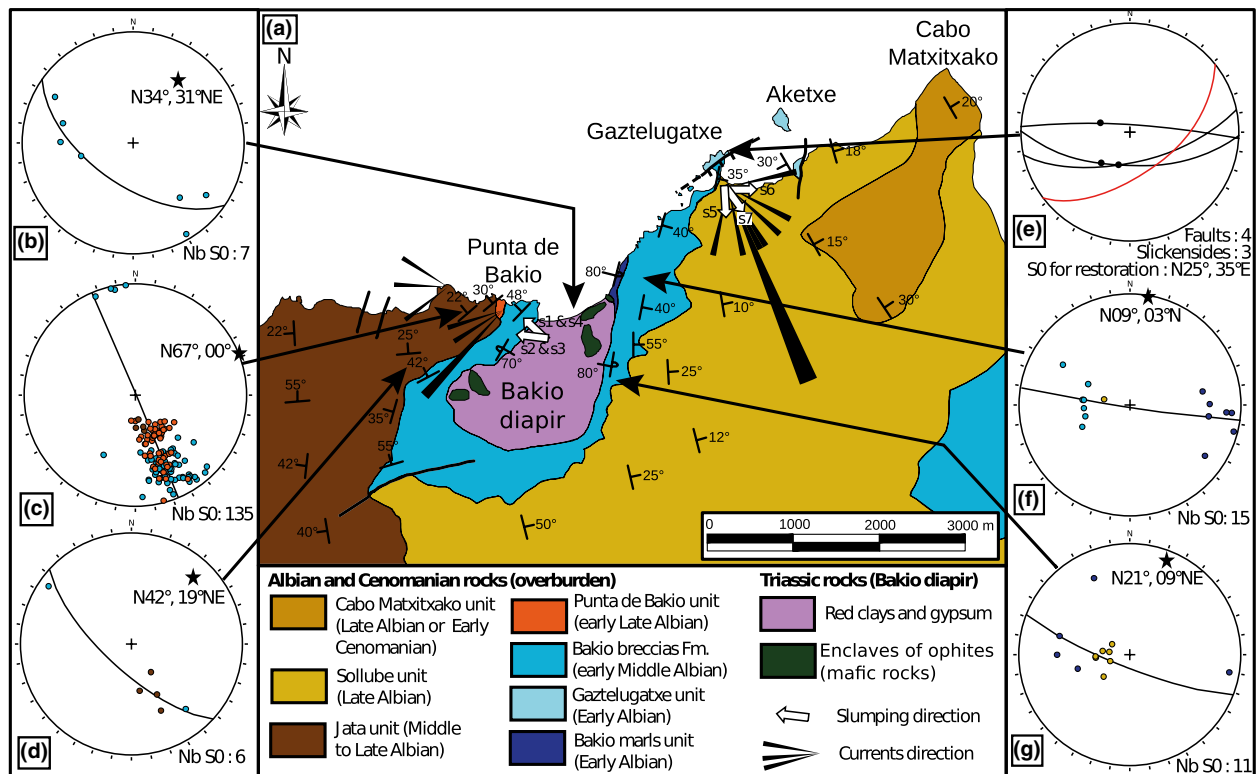 (a)
N
Cabo
Matxitxako
Aketxe
Gaztelugatxe
Punta de
Bakio
Bakio
diapir
20°
18°
30°
35°
s6
s5
s7
40°
15°
30°
80°
48°
30°
22°
s1 & s4
s2 & s3
70°
40°
10°
55°
80°
25°
22°
25°
42°
55°
35°
55°
42°
40°
12°
25°
50°
0 1000 2000 3000 m
N
N34°, 31°NE
(b)
Nb S0 : 7
N
N67°, 00°
(c)
Nb S0: 135
N
N42°, 19°NE
(d)
Nb S0 : 6
N
(e)
Faults : 4
Slickensides : 3
S0 for restoration : N25°, 35°E
N
N09°, 03°N
(f)
Nb S0: 15
N
N21°, 09°NE
(g)
Nb S0 : 11
Albian and Cenomanian rocks (overburden)
Cabo Matxitxako unit
(Late Albian or Early
Cenomanian)
Sollube unit
(Late Albian)
Jata unit (Middle
to Late Albian)
Punta de Bakio unit
(early Late Albian)
Bakio breccias Fm.
(early Middle Albian)
Gaztelugatxe unit
(Early Albian)
Bakio marls unit
(Early Albian)
Triassic rocks (Bakio diapir)
Red clays and gypsum
Enclaves of ophites
(mafic rocks)
Slumping direction
Currents direction